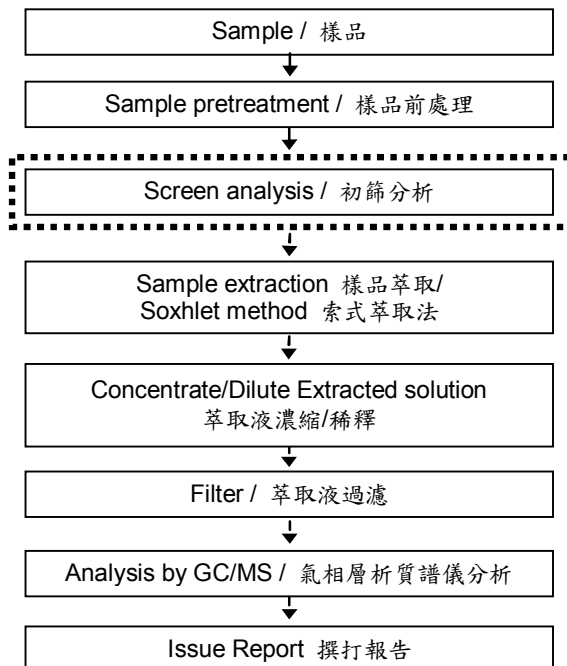 Sample / 樣品
Sample pretreatment / 樣品前處理
Screen analysis / 初篩分析
Sample extraction 樣品萃取/
Soxhlet method 索式萃取法
Concentrate/Dilute Extracted solution
萃取液濃縮/稀釋
Filter / 萃取液過濾
Analysis by GC/MS / 氣相層析質譜儀分析
Issue Report 撰打報告